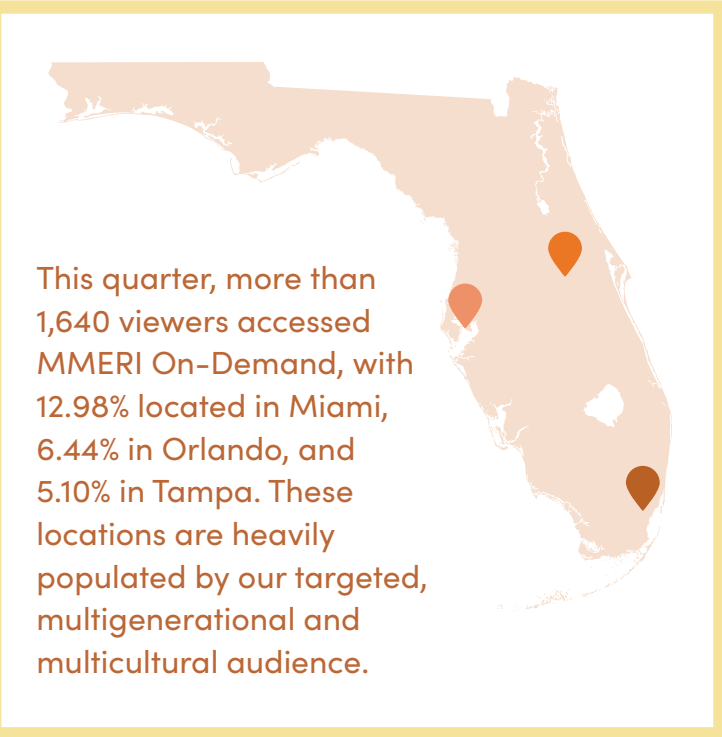 This quarter, more than
1,640 viewers accessed
MMERI On-Demand, with
12.98% located in Miami,
6.44% in Orlando, and
5.10% in Tampa. These
locations are heavily
populated by our targeted,
multigenerational and
multicultural audience.